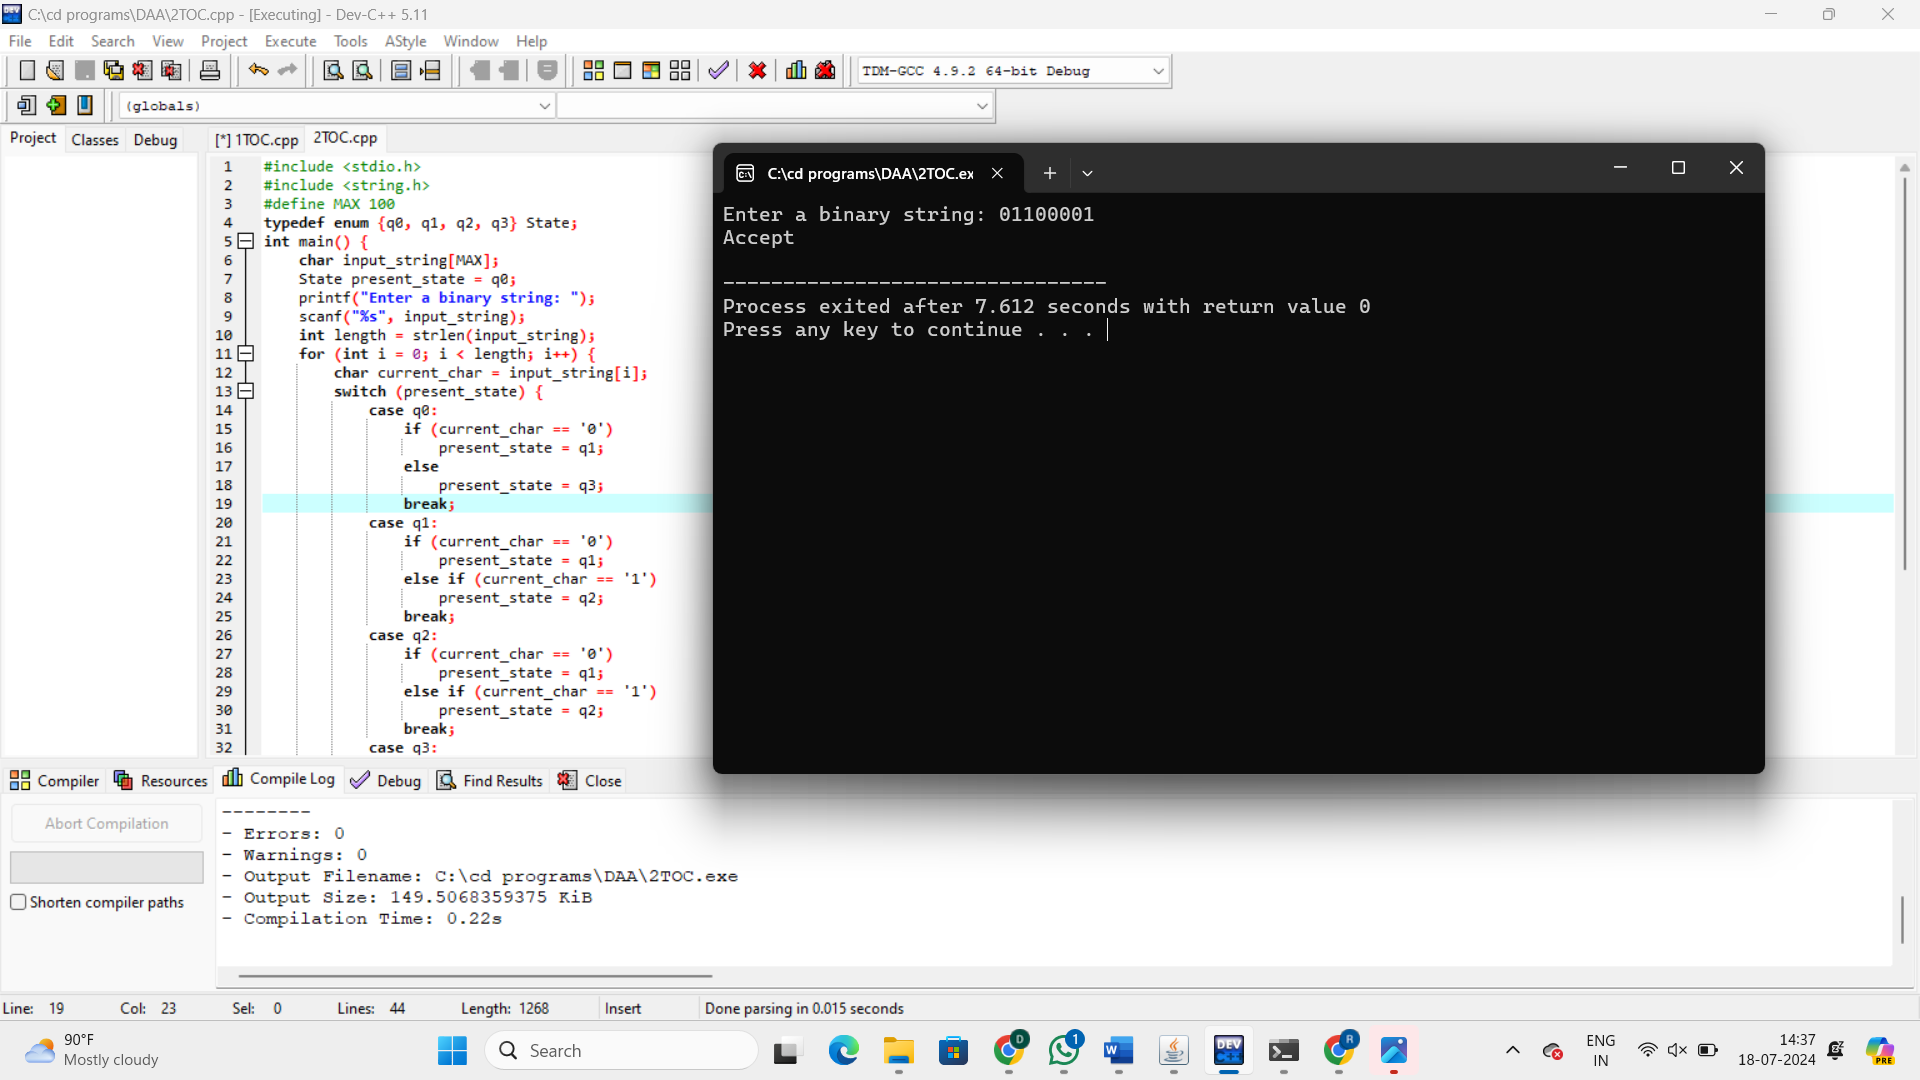 C:\cd programs\DAA\2TOC.cpp - [Executing] - Dev-C++ 5.11
File Edit Search View Project Execute Tools AStyle Window Help
TDM-GCC 4.9.2 64-bit Debug
(globals)
Project Classes Debug
[*] 1TOC.cpp 2TOC.cpp
1 #include <stdio.h>
2 #include <string.h>
3 #define MAX 100
4 typedef enum {q0, q1, q2, q3} State;
5 int main() {
6 char input_string[MAX];
7 State present_state = q0;
8 printf("Enter a binary string: ");
9 scanf("%s", input_string);
10 int length = strlen(input_string);
11 for (int i = 0; i < length; i++) {
12 char current_char = input_string[i];
13 switch (present_state) {
14 case q0:
15 if (current_char == '0')
16 present_state = q1;
17 else
18 present_state = q3;
19 break;
20 case q1:
21 if (current_char == '0')
22 present_state = q1;
23 else if (current_char == '1')
24 present_state = q2;
25 break;
26 case q2:
27 if (current_char == '0')
28 present_state = q1;
29 else if (current_char == '1')
30 present_state = q2;
31 break;
32 case q3:
C:\cd programs\DAA\2TOC.ex
Enter a binary string: 01100001
Accept
--------------------------------
Process exited after 7.612 seconds with return value 0
Press any key to continue . . .
Compiler Resources Compile Log Debug Find Results Close
Abort Compilation
Shorten compiler paths
--------
- Errors: 0
- Warnings: 0
- Output Filename: C:\cd programs\DAA\2TOC.exe
- Output Size: 149.5068359375 KiB
- Compilation Time: 0.22s
Line: 19 Col: 23 Sel: 0 Lines: 44 Length: 1268 Insert Done parsing in 0.015 seconds
90°F
Mostly cloudy
Search
D
1
W
DEV
C++
R
ENG
IN
14:37
18-07-2024
PRE